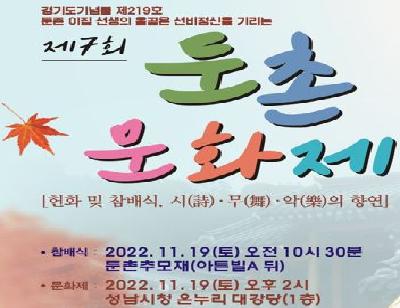 경기도기념물 제219호
둔촌 이집 선생의 올곧은 선비정신을 기리는
제7회
둔촌
문화제
[헌화 및 참배식, 시(詩)·무(舞)·악(樂)의 향연]
• 참배식 : 2022. 11. 19(토) 오전 10시 30분
둔촌추모재(아튼빌A 뒤)
• 문화제 : 2022. 11. 19(토) 오후 2시
성남시청 온누리 대강당(1층)